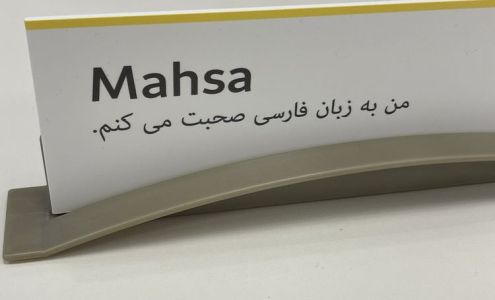 Mahsa
من به زبان فارسی صحبت می کنم.